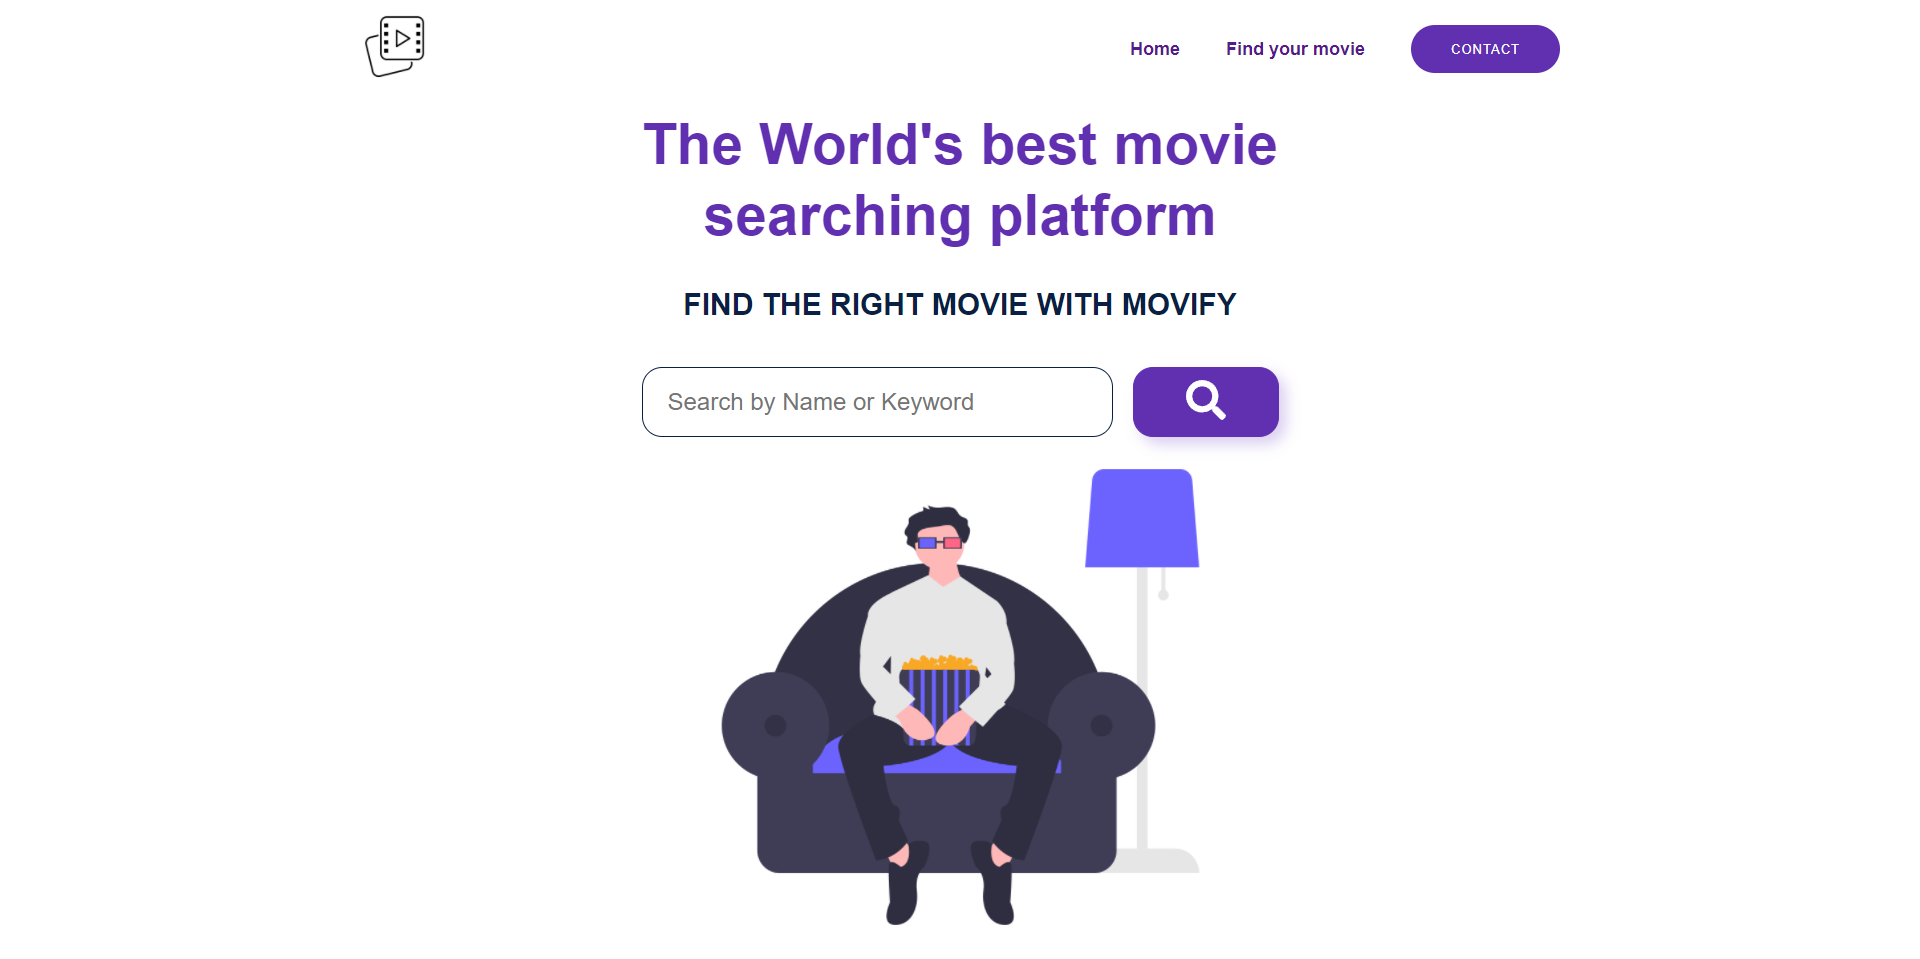 Home
Find your movie
CONTACT
The World's best movie
searching platform
FIND THE RIGHT MOVIE WITH MOVIFY
Search by Name or Keyword